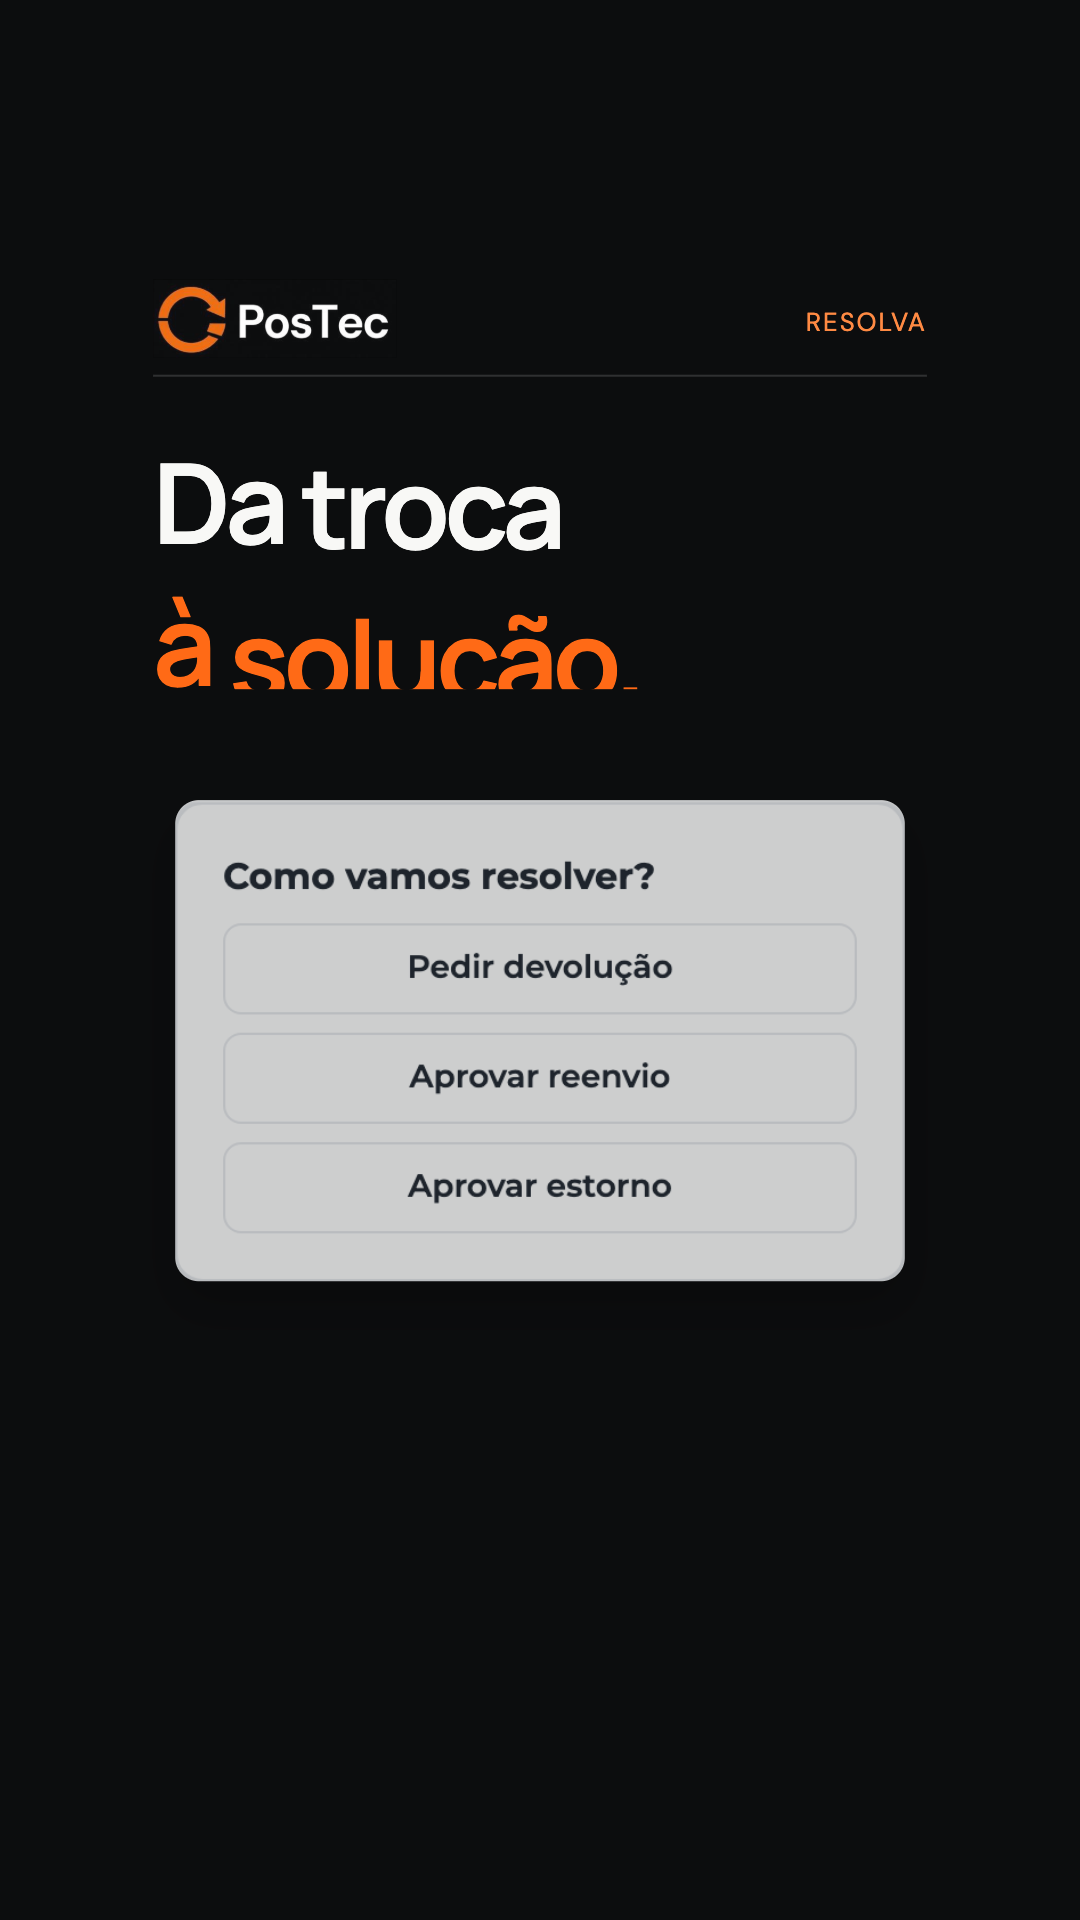 PosTec
RESOLVA
Da troca
à solução.
Como vamos resolver?
Pedir devolução
Aprovar reenvio
Aprovar estorno